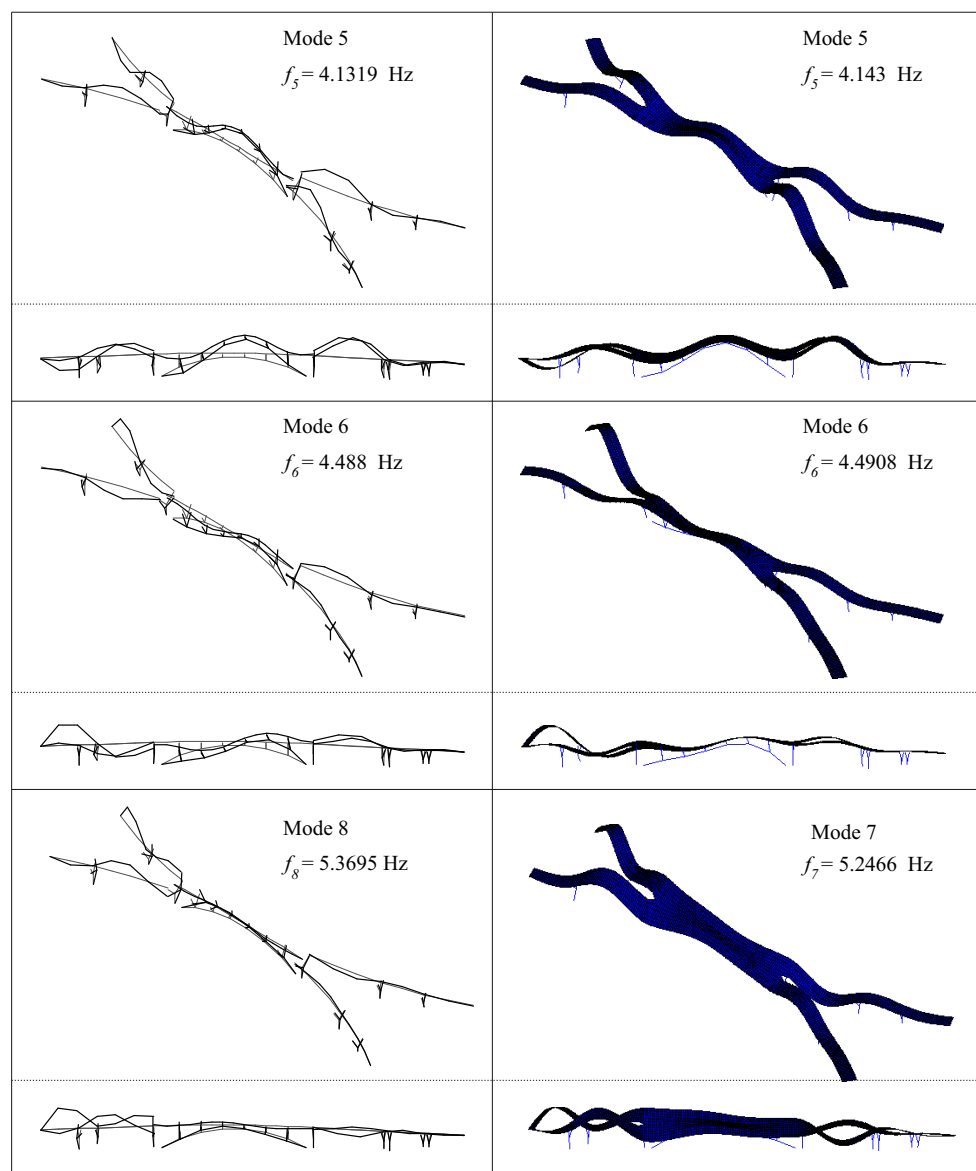 Mode 5
f5 = 4.1319 Hz
Mode 5
f5 = 4.143 Hz
Mode 6
f6 = 4.488 Hz
Mode 6
f6 = 4.4908 Hz
Mode 8
f8 = 5.3695 Hz
Mode 7
f7 = 5.2466 Hz